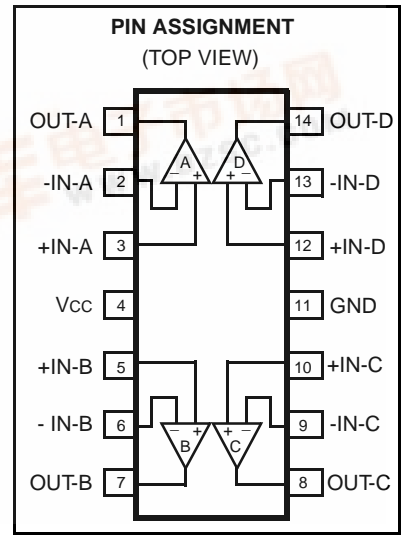 PIN ASSIGNMENT
(TOP VIEW)
OUT-A 1 14 OUT-D
A D
- + + -
-IN-A 2 13 -IN-D
+IN-A 3 12 +IN-D
VCC 4 11 GND
+IN-B 5 10 +IN-C
- IN-B 6 9 -IN-C
- + + -
B C
OUT-B 7 8 OUT-C